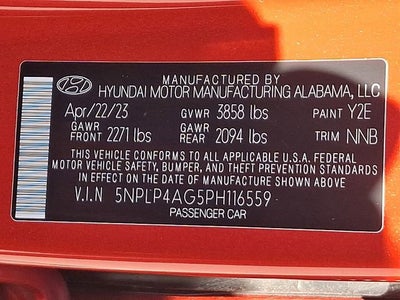 MANUFACTURED BY
HYUNDAI MOTOR MANUFACTURING ALABAMA, LLC
Apr/22/23 GVWR 3858 lbs PAINT Y2E
GAWR FRONT 2271 lbs GAWR REAR 2094 lbs TRIM NNB
THIS VEHICLE CONFORMS TO ALL APPLICABLE U.S.A. FEDERAL
MOTOR VEHICLE SAFETY, BUMPER, AND THEFT PREVENTION STANDARDS
IN EFFECT ON THE DATE OF MANUFACTURE SHOWN ABOVE
V.I.N 5NPLP4AG5PH116559
PASSENGER CAR